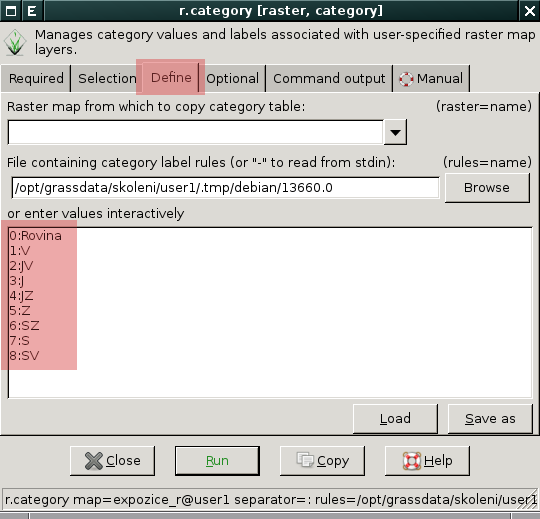 E r.category [raster, category]
Manages category values and labels associated with user-specified raster map
layers.
Required Selection Define Optional Command output Manual
Raster map from which to copy category table: (raster=name)
File containing category label rules (or "-" to read from stdin): (rules=name)
/opt/grassdata/skoleni/user1/.tmp/debian/13660.0 Browse
or enter values interactively
0:Rovina
1:V
2:JV
3:J
4:JZ
5:Z
6:SZ
7:S
8:SV
Load Save as
Close Run Copy Help
r.category map=expozice_r@user1 separator=: rules=/opt/grassdata/skoleni/user1